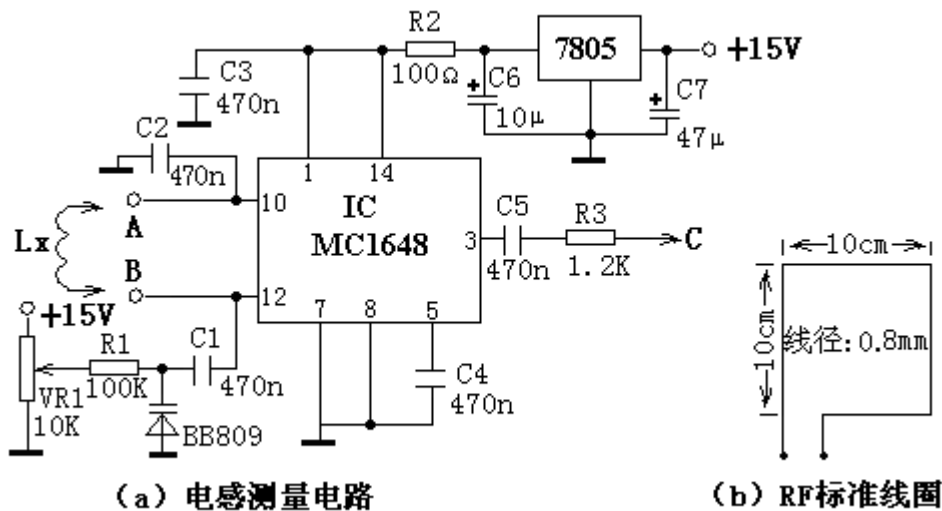 R2
100Ω
7805
+15V
C3
470n
C6
10μ
C7
47μ
C2
470n
1
14
10
IC
MC1648
3
12
7
8
5
A
Lx
B
C5
470n
R3
1.2K
C
+15V
R1
100K
C1
470n
VR1
10K
BB809
C4
470n
10cm
10cm
线径:0.8mm
(a)电感测量电路
(b)RF标准线圈